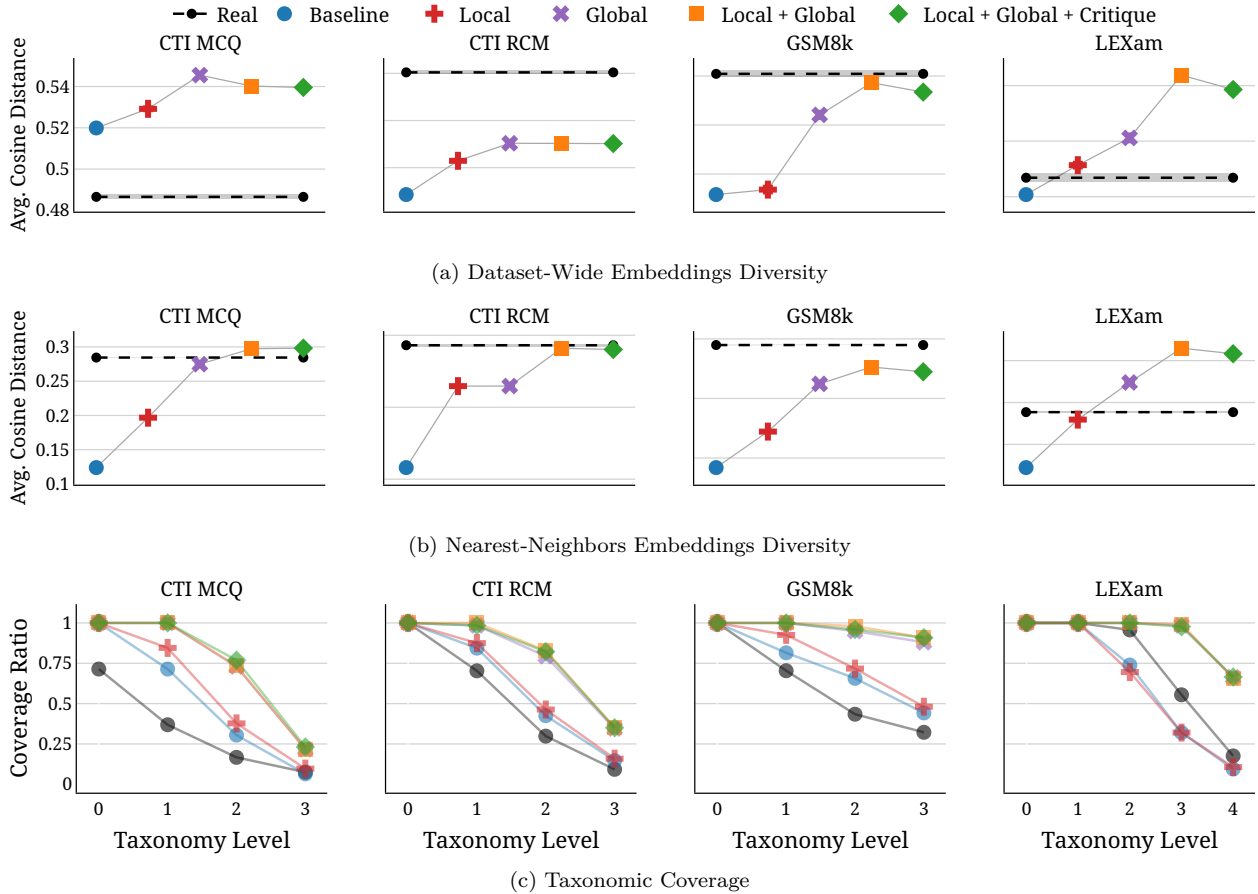 Real Baseline Local Global Local + Global Local + Global + Critique
CTI MCQ CTI RCM GSM8k LEXam
Avg. Cosine Distance
0.54
0.52
0.5
0.48
(a) Dataset-Wide Embeddings Diversity
CTI MCQ CTI RCM GSM8k LEXam
Avg. Cosine Distance
0.3
0.25
0.2
0.15
0.1
(b) Nearest-Neighbors Embeddings Diversity
CTI MCQ CTI RCM GSM8k LEXam
Coverage Ratio
1
0.75
0.5
0.25
0
0 1 2 3 0 1 2 3 0 1 2 3 0 1 2 3 4
Taxonomy Level Taxonomy Level Taxonomy Level Taxonomy Level
(c) Taxonomic Coverage